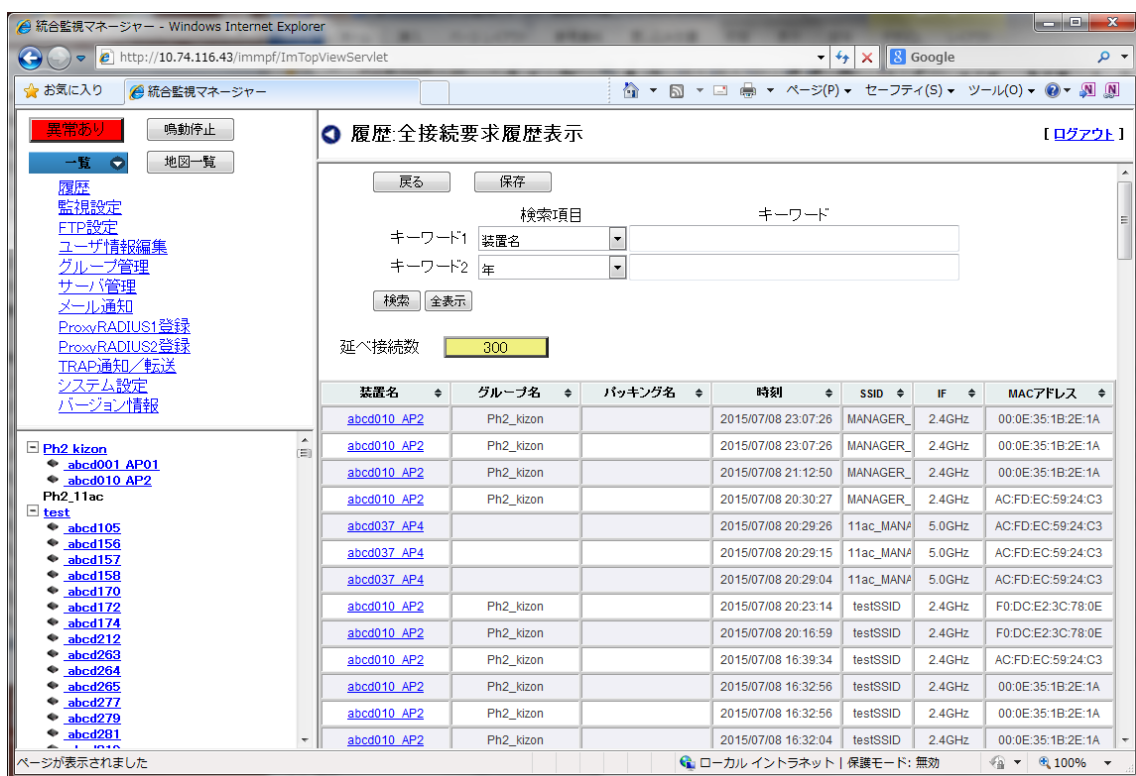 統合監視マネージャー - Windows Internet Explorer
http://10.74.116.43/immpf/ImTopViewServlet
Google
お気に入り
統合監視マネージャー
ページ(P) セーフティ(S) ツール(O)
異常あり 鳴動停止
一覧 地図一覧
履歴
監視設定
FTP設定
ユーザ情報編集
グループ管理
サーバ管理
メール通知
ProxyRADIUS1登録
ProxyRADIUS2登録
TRAP通知／転送
システム設定
バージョン情報
Ph2_kizon
abcd001_AP01
abcd010_AP2
Ph2_11ac
test
abcd105
abcd156
abcd157
abcd158
abcd170
abcd172
abcd174
abcd212
abcd263
abcd264
abcd265
abcd277
abcd279
abcd281
履歴:全接続要求履歴表示 [ ログアウト ]
戻る 保存
検索項目 キーワード
キーワード1 装置名
キーワード2 年
検索 全表示
延べ接続数 300
装置名 グループ名 パッキング名 時刻 SSID IF MACアドレス
abcd010_AP2 Ph2_kizon 2015/07/08 23:07:26 MANAGER_ 2.4GHz 00:0E:35:1B:2E:1A
abcd010_AP2 Ph2_kizon 2015/07/08 23:07:26 MANAGER_ 2.4GHz 00:0E:35:1B:2E:1A
abcd010_AP2 Ph2_kizon 2015/07/08 21:12:50 MANAGER_ 2.4GHz 00:0E:35:1B:2E:1A
abcd010_AP2 Ph2_kizon 2015/07/08 20:30:27 MANAGER_ 2.4GHz AC:FD:EC:59:24:C3
abcd037_AP4 2015/07/08 20:29:26 11ac_MANA 5.0GHz AC:FD:EC:59:24:C3
abcd037_AP4 2015/07/08 20:29:15 11ac_MANA 5.0GHz AC:FD:EC:59:24:C3
abcd037_AP4 2015/07/08 20:29:04 11ac_MANA 5.0GHz AC:FD:EC:59:24:C3
abcd010_AP2 Ph2_kizon 2015/07/08 20:23:14 testSSID 2.4GHz F0:DC:E2:3C:78:0E
abcd010_AP2 Ph2_kizon 2015/07/08 20:16:59 testSSID 2.4GHz F0:DC:E2:3C:78:0E
abcd010_AP2 Ph2_kizon 2015/07/08 16:39:34 testSSID 2.4GHz AC:FD:EC:59:24:C3
abcd010_AP2 Ph2_kizon 2015/07/08 16:32:56 testSSID 2.4GHz 00:0E:35:1B:2E:1A
abcd010_AP2 Ph2_kizon 2015/07/08 16:32:56 testSSID 2.4GHz 00:0E:35:1B:2E:1A
abcd010_AP2 Ph2_kizon 2015/07/08 16:32:04 testSSID 2.4GHz 00:0E:35:1B:2E:1A
ページが表示されました ローカル イントラネット | 保護モード: 無効 100%